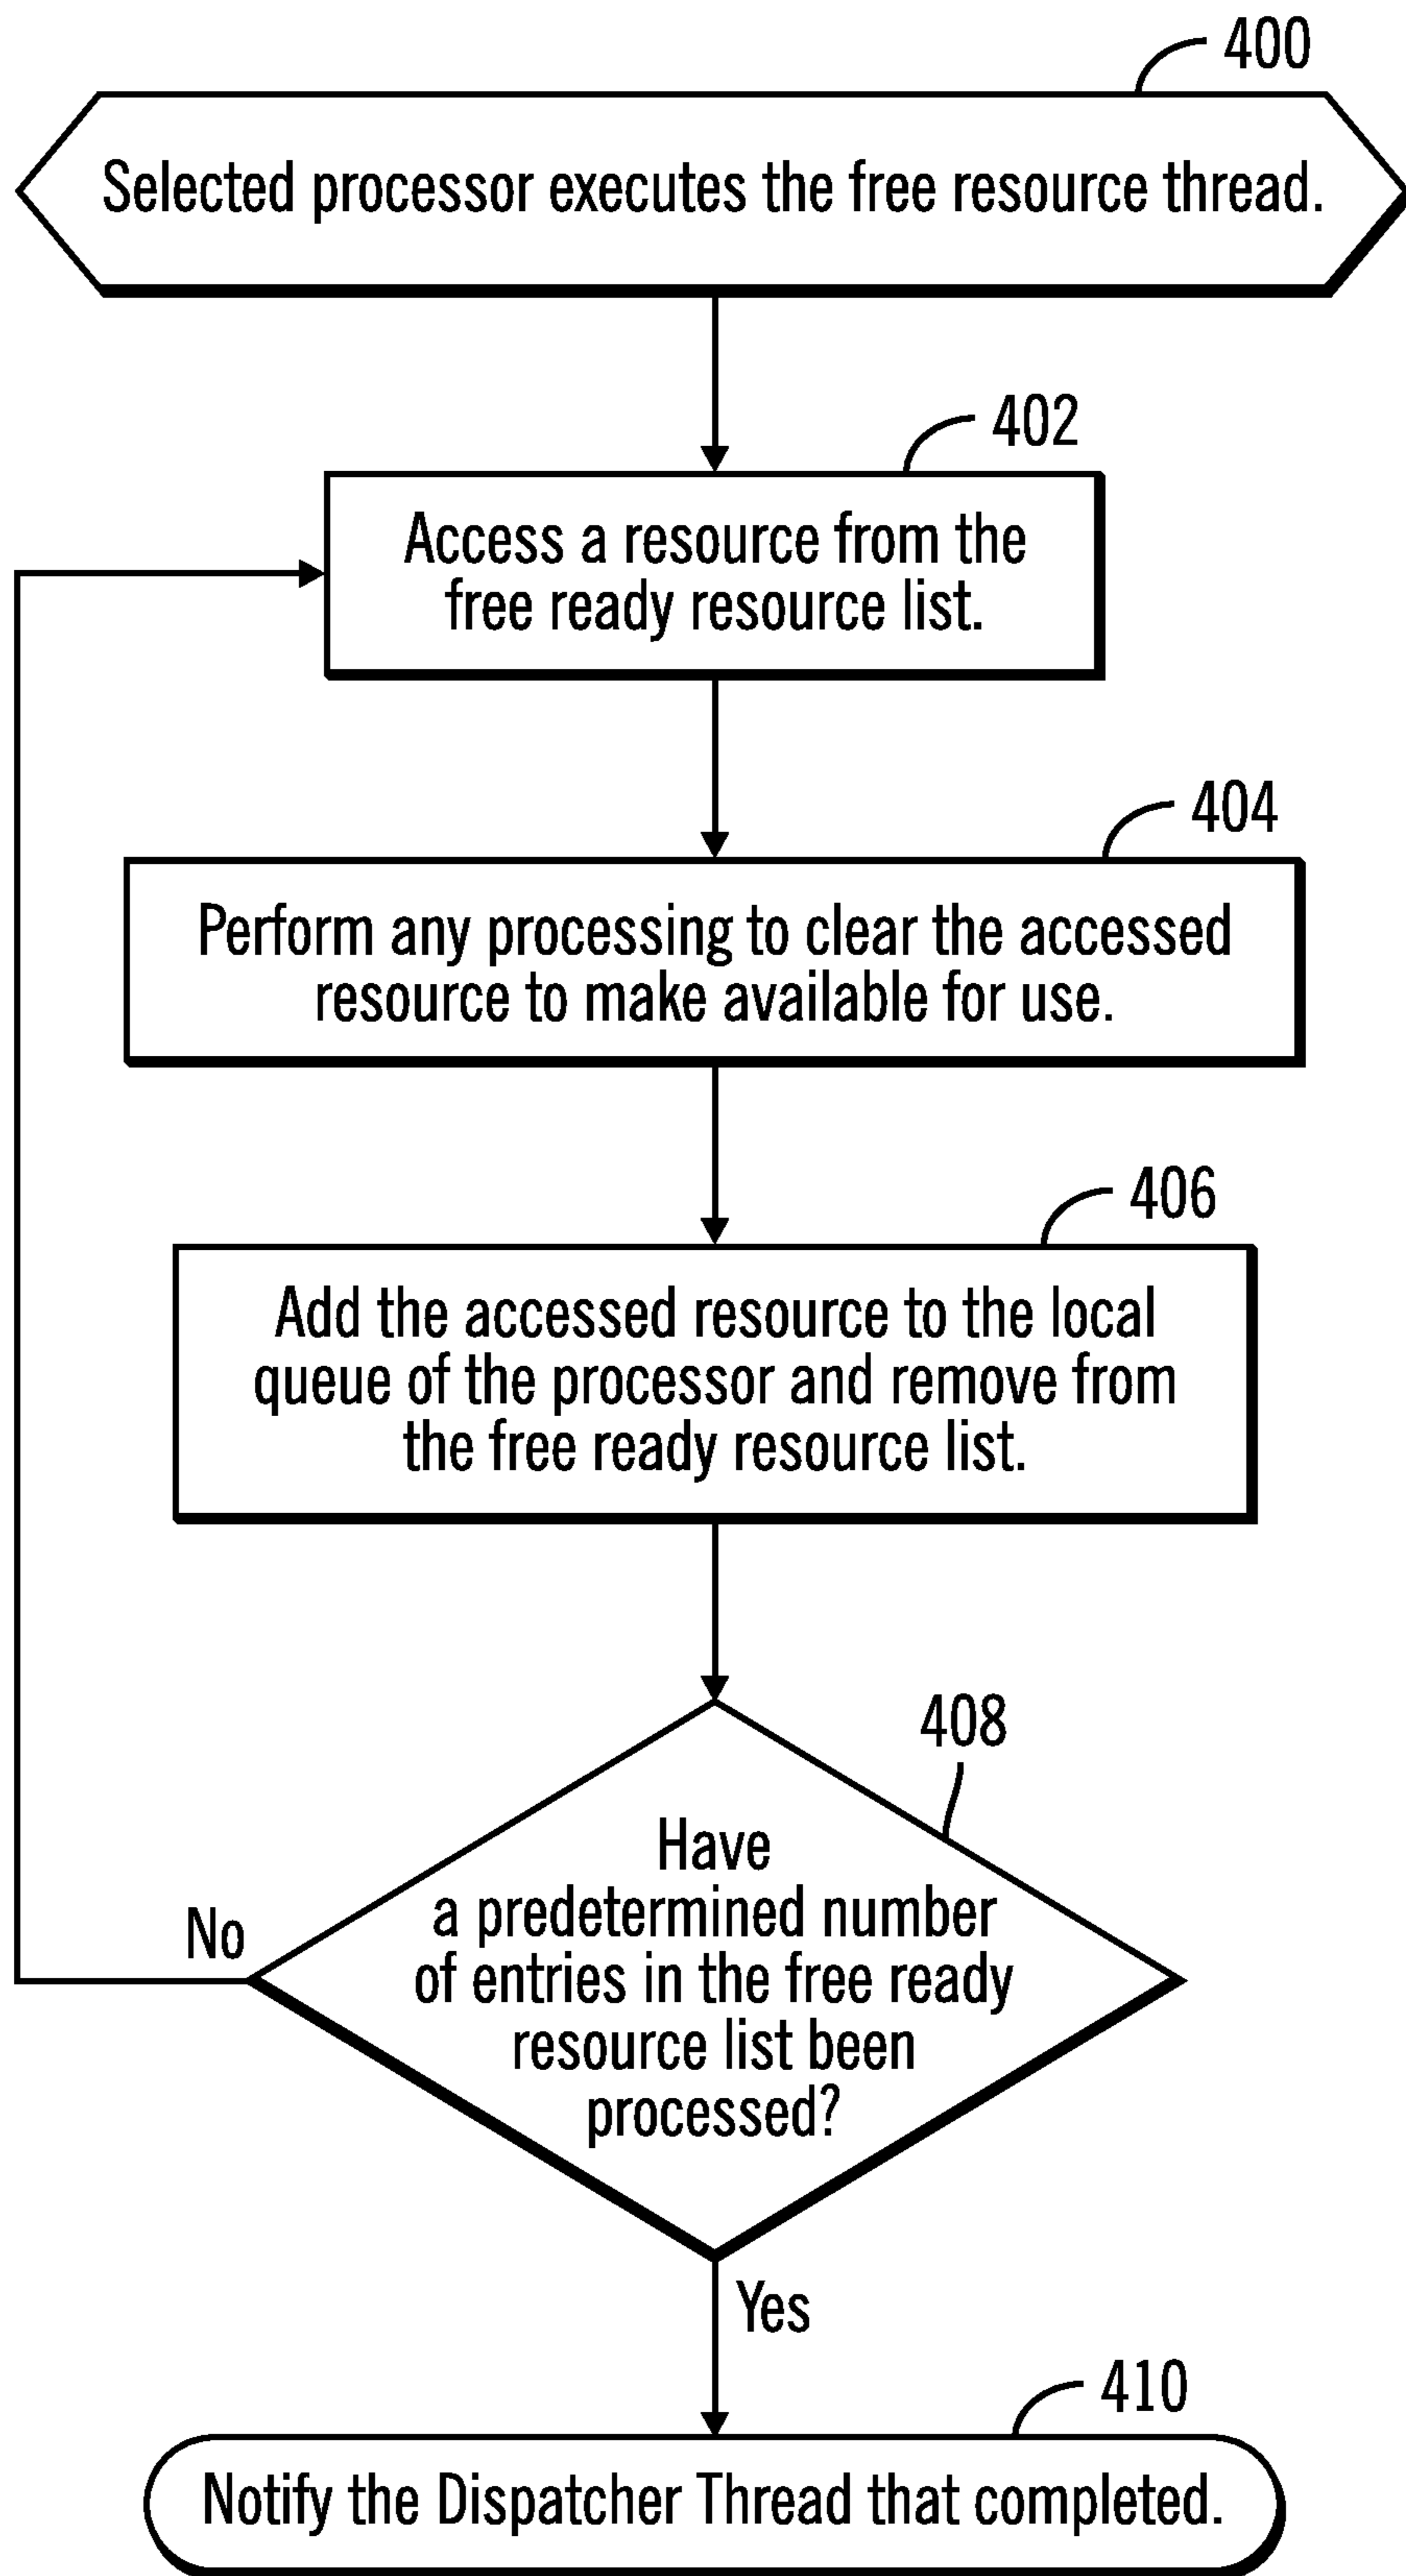 400
Selected processor executes the free resource thread.
402
Access a resource from the
free ready resource list.
404
Perform any processing to clear the accessed
resource to make available for use.
406
Add the accessed resource to the local
queue of the processor and remove from
the free ready resource list.
408
Have
a predetermined number
of entries in the free ready
resource list been
processed?
No
Yes
410
Notify the Dispatcher Thread that completed.